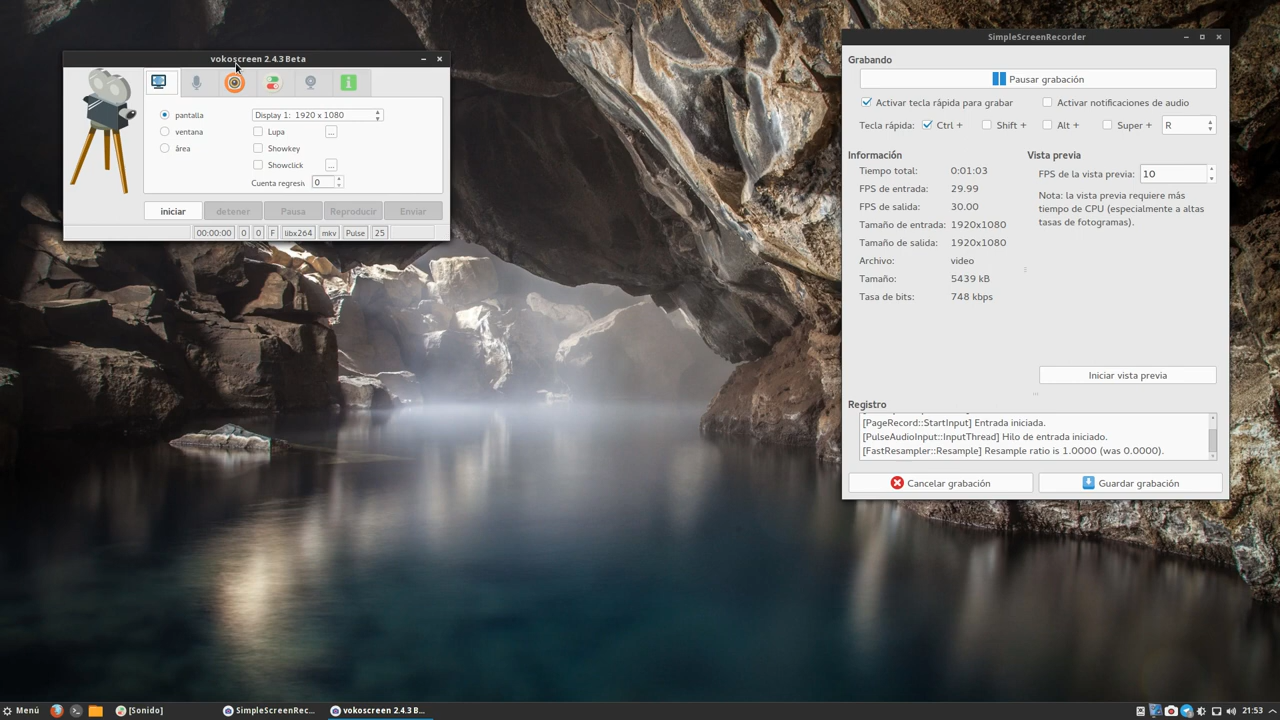 vokoscreen 2.4.3 Beta
pantalla
Display 1: 1920 x 1080
ventana
Lupa
...
área
Showkey
Showclick
...
Cuenta regresi
0
iniciar
detener
Pausa
Reproducir
Enviar
00:00:00
0
0
F
libx264
mkv
Pulse
25
SimpleScreenRecorder
Grabando
Pausar grabación
Activar tecla rápida para grabar
Activar notificaciones de audio
Tecla rápida:
Ctrl +
Shift +
Alt +
Super +
R
Información
Tiempo total: 0:01:03
FPS de entrada: 29.99
FPS de salida: 30.00
Tamaño de entrada: 1920x1080
Tamaño de salida: 1920x1080
Archivo: video
Tamaño: 5439 kB
Tasa de bits: 748 kbps
Vista previa
FPS de la vista previa: 10
Nota: la vista previa requiere más
tiempo de CPU (especialmente a altas
tasas de fotogramas).
Iniciar vista previa
Registro
[PageRecord::StartInput] Entrada iniciada.
[PulseAudioInput::InputThread] Hilo de entrada iniciado.
[FastResampler::Resample] Resample ratio is 1.0000 (was 0.0000).
Cancelar grabación
Guardar grabación
Menú
[Sonido]
SimpleScreenRec...
vokoscreen 2.4.3 B...
21:53